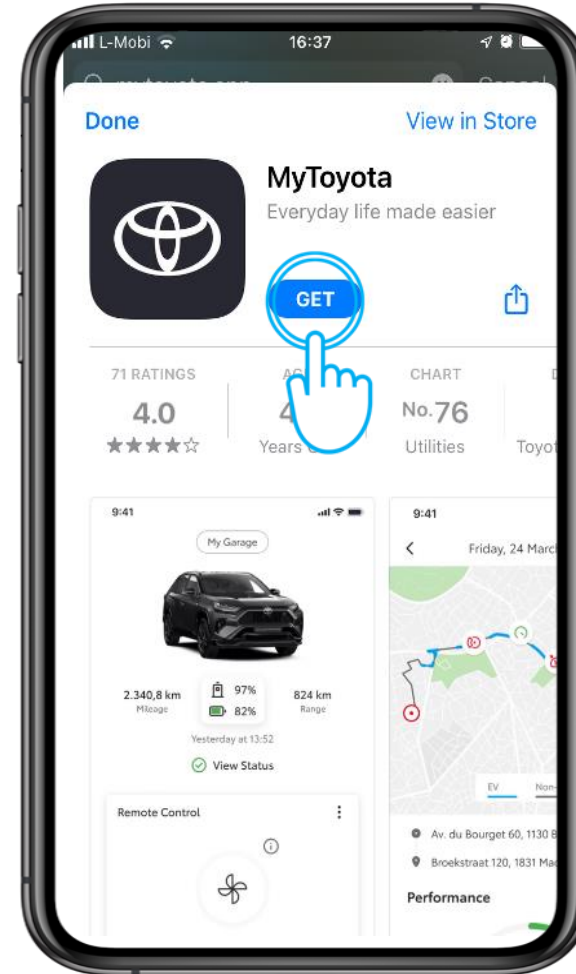 L-Mobi 16:37
Cancel
Done View in Store
MyToyota
Everyday life made easier
GET
71 RATINGS CHART
4.0 No.76
Years Utilities
9:41 9:41
My Garage Friday, 24 Marc
97%
2.340,8 km 824 km
Mileage 82% Range
Yesterday at 13:52
View Status
EV Non-
Remote Control
Av. du Bourget 60, 1130 B
Broekstraat 120, 1831
Performance